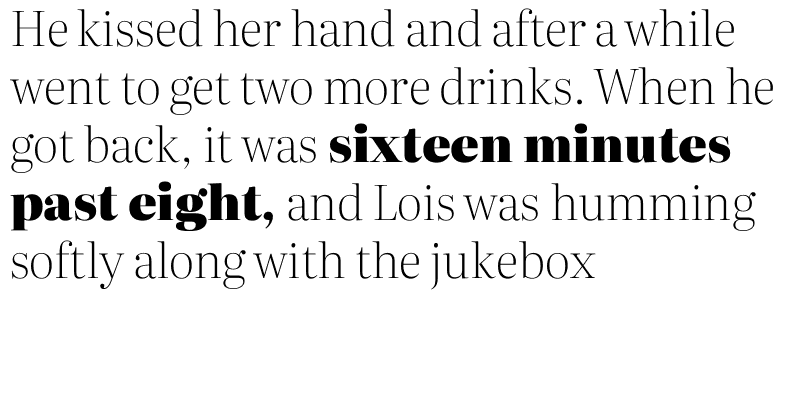 He kissed her hand and after a while
went to get two more drinks. When he
got back, it was sixteen minutes
past eight, and Lois was humming
softly along with the jukebox